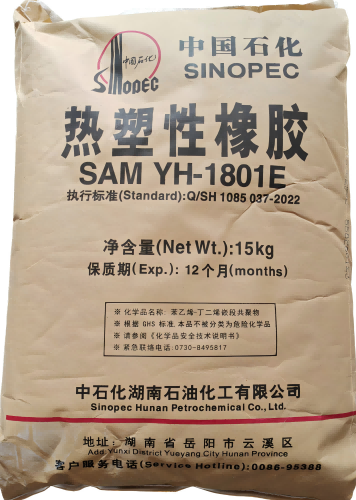 中国石化
SINOPEC
中国石化
SINOPEC
热塑性橡胶
SAM YH-1801E
执行标准(Standard):Q/SH 1085 037-2022
净含量(Net Wt.):15kg
保质期(Exp.): 12个月(months)
※ 化学品名称: 苯乙烯-丁二烯嵌段共聚物
※ 根据 GHS 标准,本品不被分类为危险化学品
※ 请参阅《化学品安全技术说明书》
※ 紧急联络电话:0730-8495817
中石化湖南石油化工有限公司
Sinopec Hunan Petrochemical Co., Ltd.
地址: 湖南省岳阳市云溪区
Add:Yunxi District Yueyang City Hunan Province
客户服务电话(Service Hotline):0086-95388